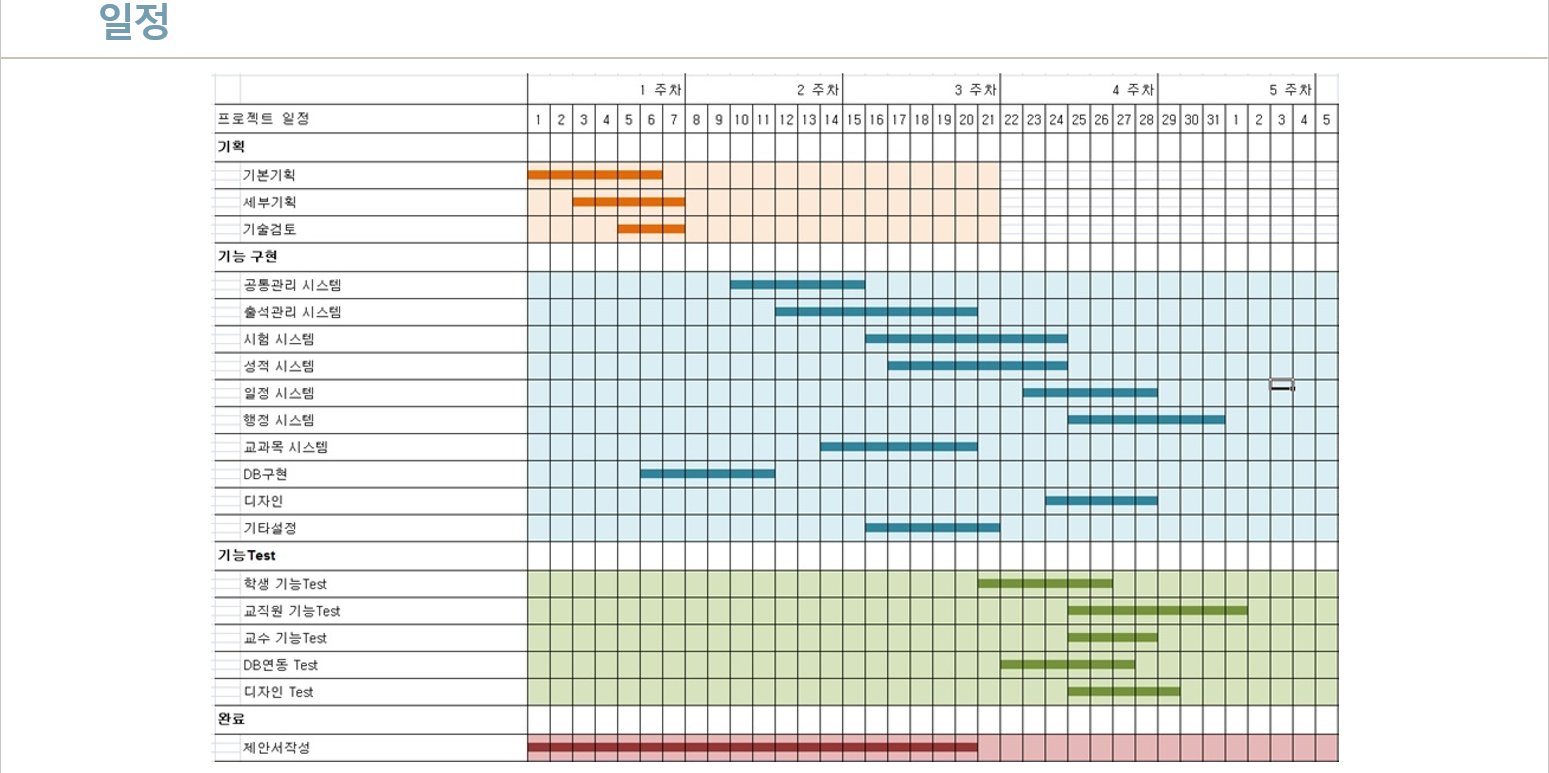 일정
1 주차 2 주차 3 주차 4 주차 5 주차
프로젝트 일정 1 2 3 4 5 6 7 8 9 10 11 12 13 14 15 16 17 18 19 20 21 22 23 24 25 26 27 28 29 30 31 1 2 3 4 5
기획
기본기획
세부기획
기술검토
기능 구현
공통관리 시스템
출석관리 시스템
시험 시스템
성적 시스템
일정 시스템
행정 시스템
교과목 시스템
DB구현
디자인
기타설정
기능Test
학생 기능Test
교직원 기능Test
교수 기능Test
DB연동 Test
디자인 Test
완료
제안서작성